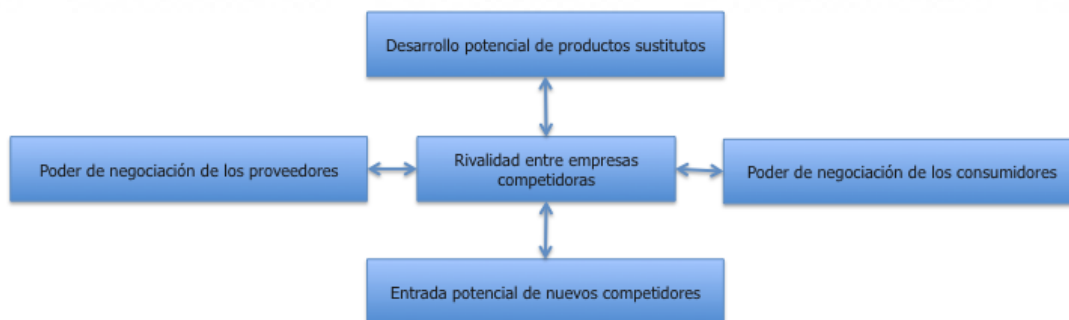 Desarrollo potencial de productos sustitutos
Poder de negociación de los proveedores
Rivalidad entre empresas
competidoras
Poder de negociación de los consumidores
Entrada potencial de nuevos competidores